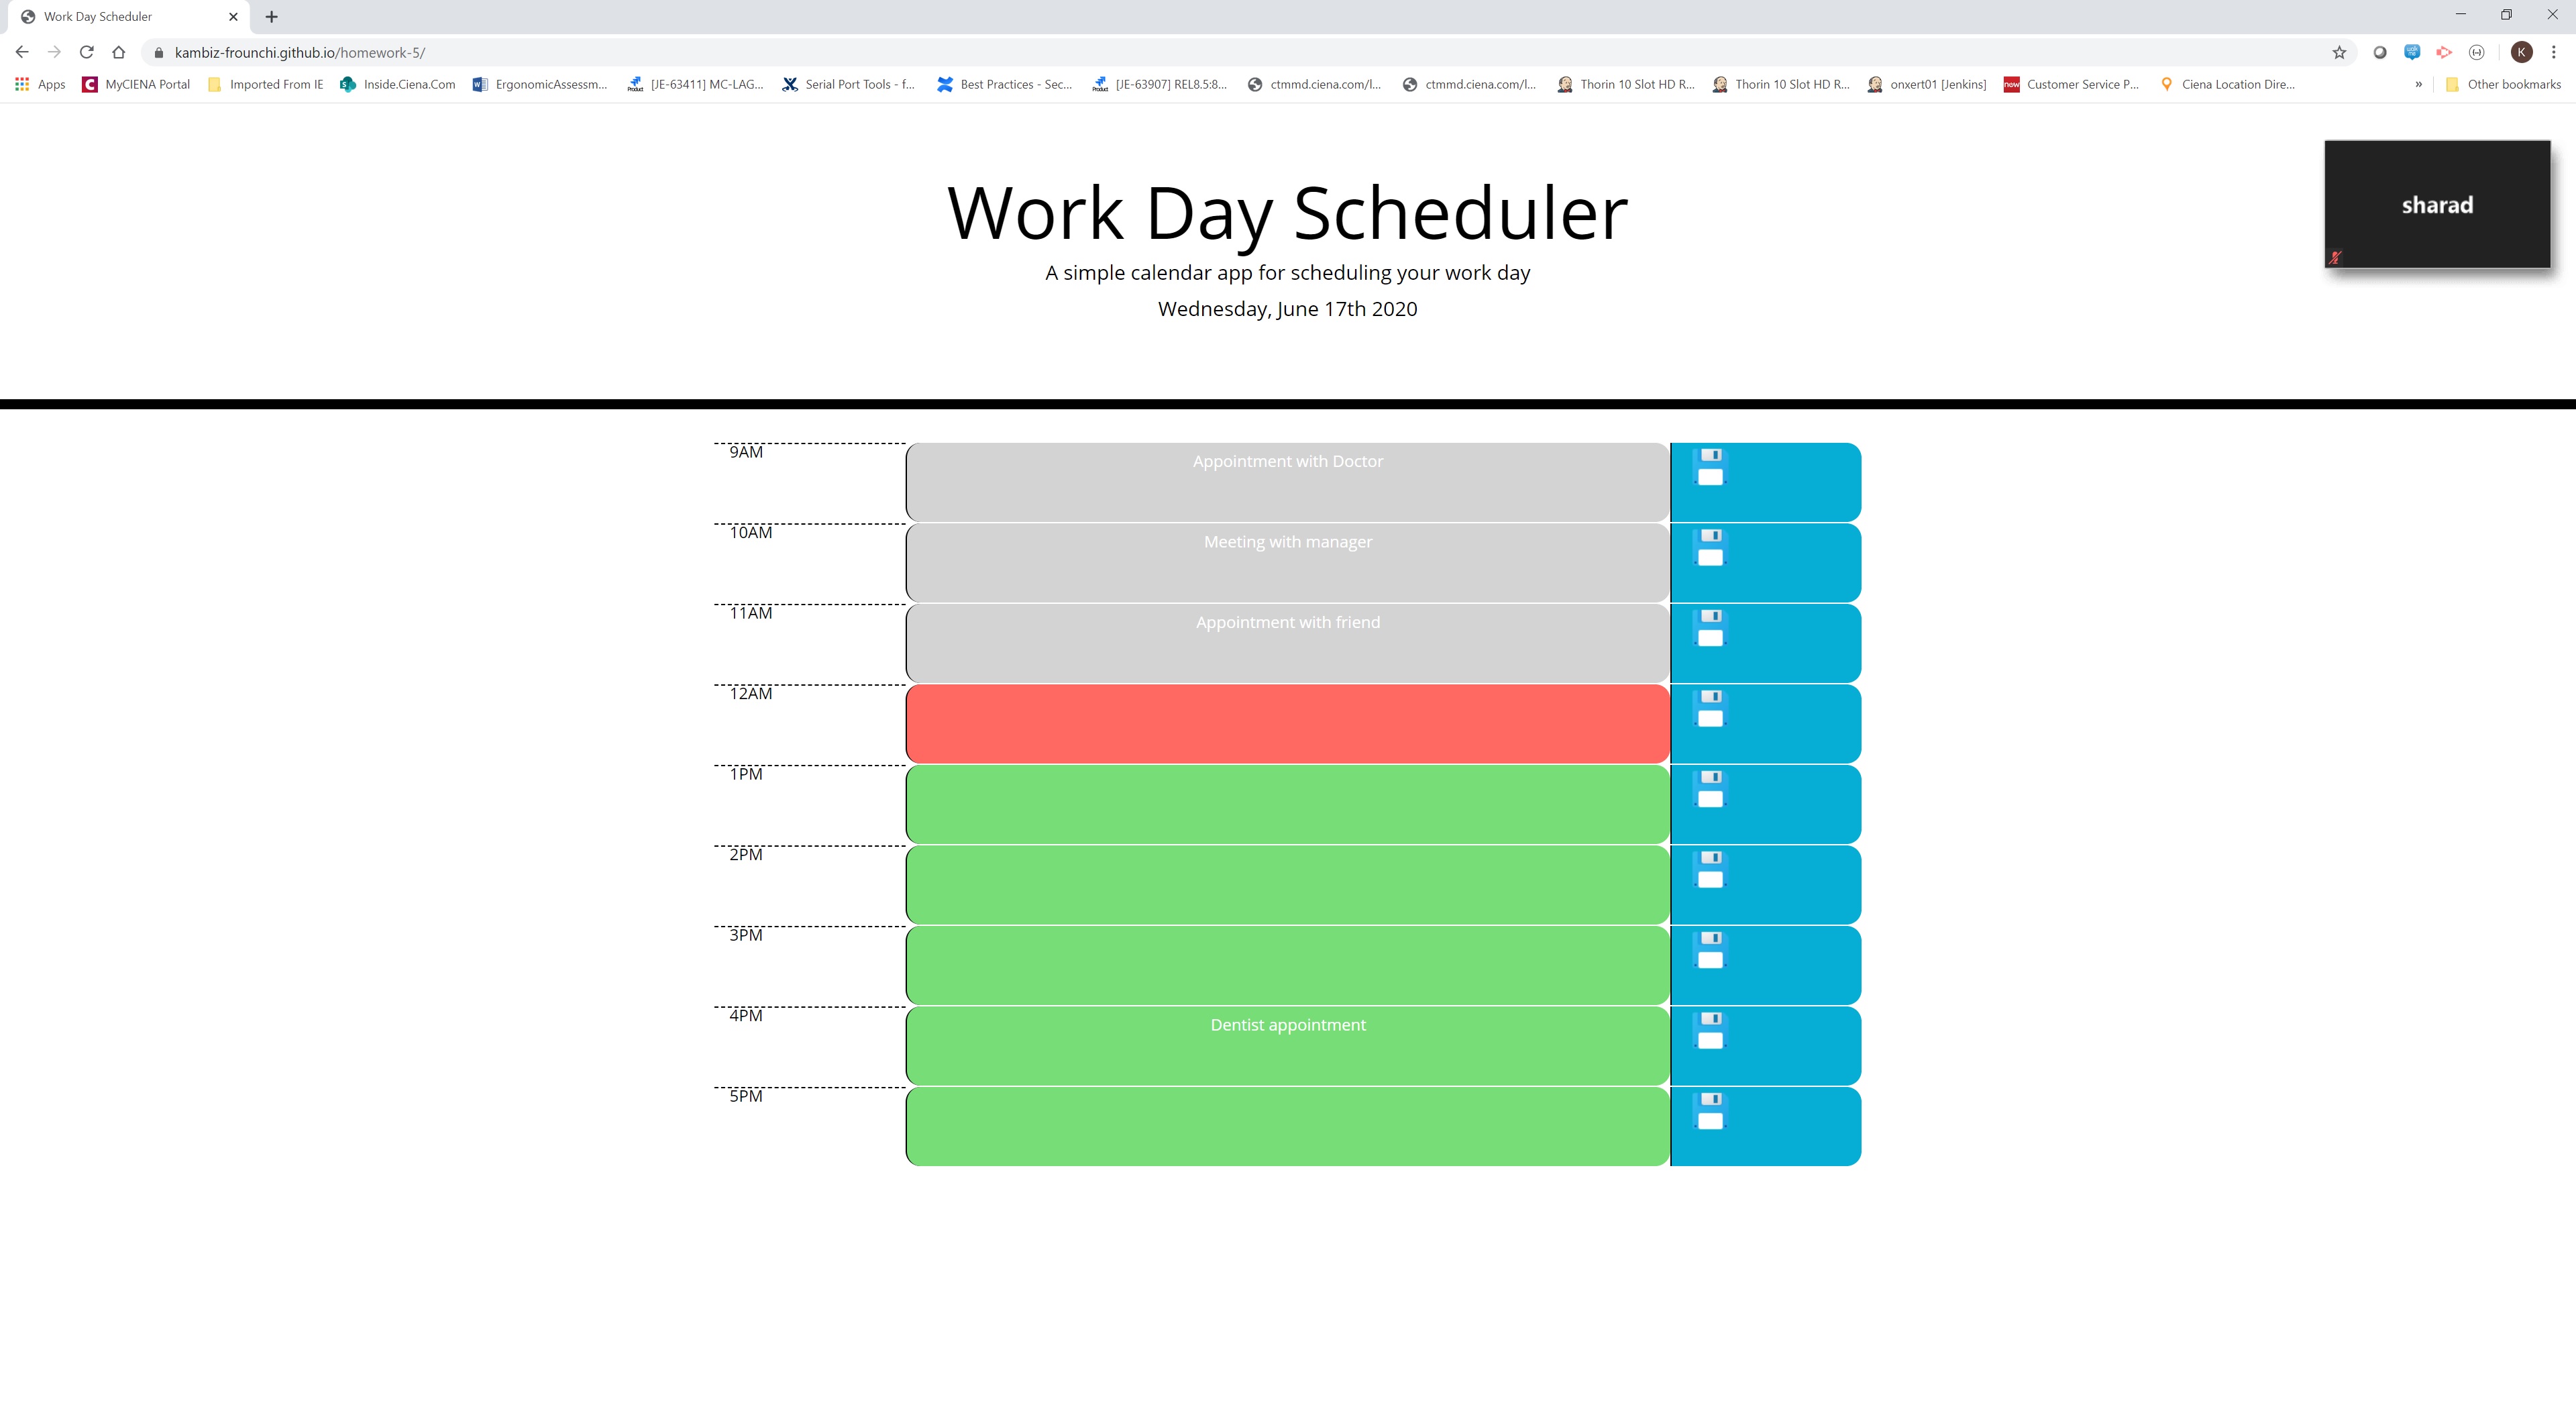 Work Day Scheduler
kambiz-frounchi.github.io/homework-5/
K
Apps MyCIENA Portal Imported From IE Inside.Ciena.Com ErgonomicAssessm... [JE-63411] MC-LAG... Serial Port Tools - f... Best Practices - Sec... [JE-63907] REL8.5:8... ctmmd.ciena.com/l... ctmmd.ciena.com/l... Thorin 10 Slot HD R... Thorin 10 Slot HD R... onxert01 [Jenkins] Customer Service P... Ciena Location Dire... » Other bookmarks
Work Day Scheduler
sharad
A simple calendar app for scheduling your work day
Wednesday, June 17th 2020
9AM Appointment with Doctor
10AM Meeting with manager
11AM Appointment with friend
12AM
1PM
2PM
3PM
4PM Dentist appointment
5PM